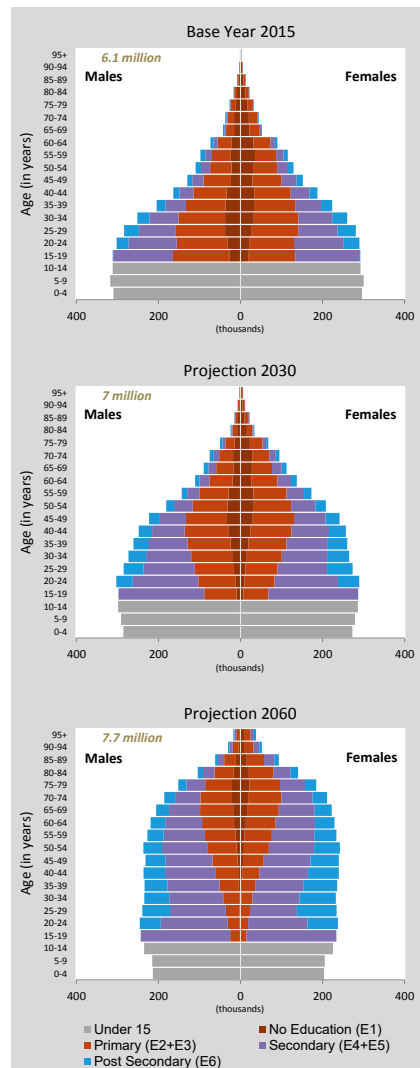 Base Year 2015
6.1 million
Males
Females
Age (in years)
95+
90-94
85-89
80-84
75-79
70-74
65-69
60-64
55-59
50-54
45-49
40-44
35-39
30-34
25-29
20-24
15-19
10-14
5-9
0-4
400 200 0 200 400
(thousands)
Projection 2030
7 million
Males
Females
Age (in years)
95+
90-94
85-89
80-84
75-79
70-74
65-69
60-64
55-59
50-54
45-49
40-44
35-39
30-34
25-29
20-24
15-19
10-14
5-9
0-4
400 200 0 200 400
(thousands)
Projection 2060
7.7 million
Males
Females
Age (in years)
95+
90-94
85-89
80-84
75-79
70-74
65-69
60-64
55-59
50-54
45-49
40-44
35-39
30-34
25-29
20-24
15-19
10-14
5-9
0-4
400 200 0 200 400
(thousands)
Under 15
No Education (E1)
Primary (E2+E3)
Secondary (E4+E5)
Post Secondary (E6)